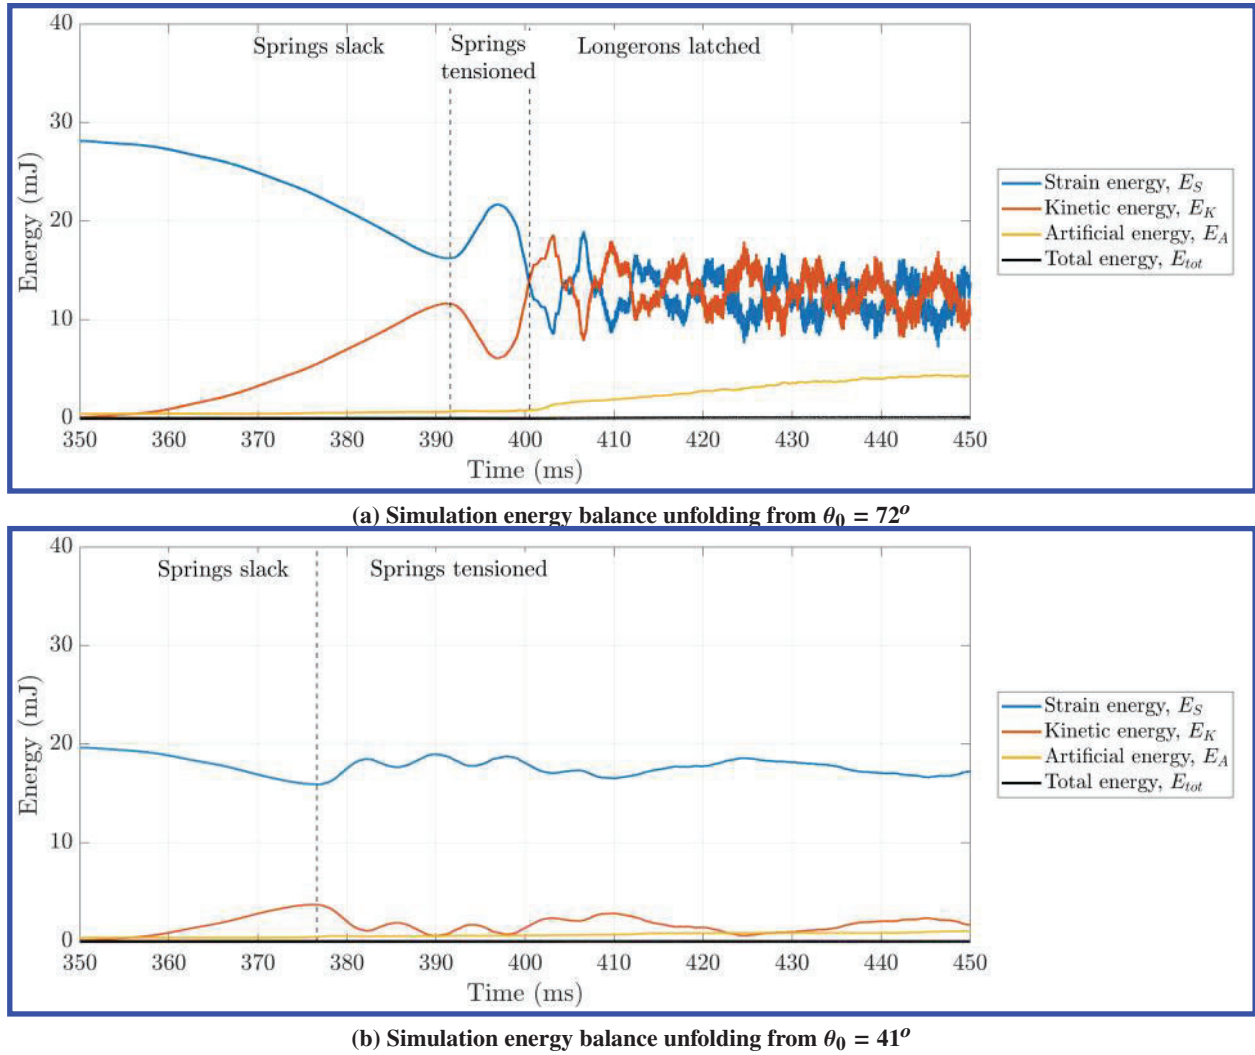 40
30
20
10
0
Energy (mJ)
Springs slack
Springs
tensioned
Longerons latched
350 360 370 380 390 400 410 420 430 440 450
Time (ms)
Strain energy, E_S
Kinetic energy, E_K
Artificial energy, E_A
Total energy, E_tot
(a) Simulation energy balance unfolding from θ0 = 72o
40
30
20
10
0
Energy (mJ)
Springs slack
Springs tensioned
350 360 370 380 390 400 410 420 430 440 450
Time (ms)
Strain energy, E_S
Kinetic energy, E_K
Artificial energy, E_A
Total energy, E_tot
(b) Simulation energy balance unfolding from θ0 = 41o